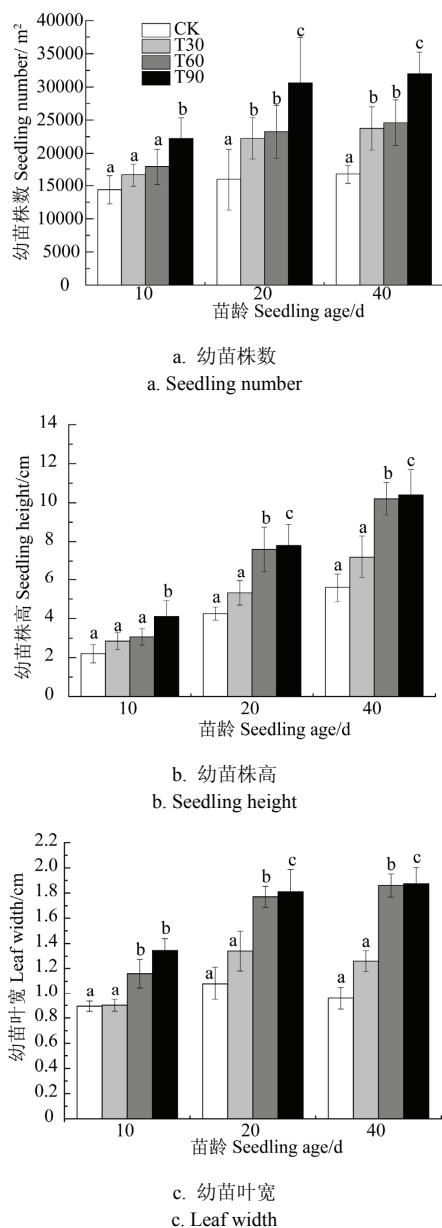 CK
T30
T60
T90
40000
35000
30000
25000
20000
15000
10000
5000
0
幼苗株数 Seedling number/ m²
a a a b
a b b c
a b b c
10 20 40
苗龄 Seedling age/d
a. 幼苗株数
a. Seedling number
14
12
10
8
6
4
2
0
幼苗株高 Seedling height/cm
a a a b
a a b c
a a b c
10 20 40
苗龄 Seedling age/d
b. 幼苗株高
b. Seedling height
2.2
2.0
1.8
1.6
1.4
1.2
1.0
0.8
0.6
0.4
0.2
0
幼苗叶宽 Leaf width/cm
a a b b
a a b c
a a b c
10 20 40
苗龄 Seedling age/d
c. 幼苗叶宽
c. Leaf width